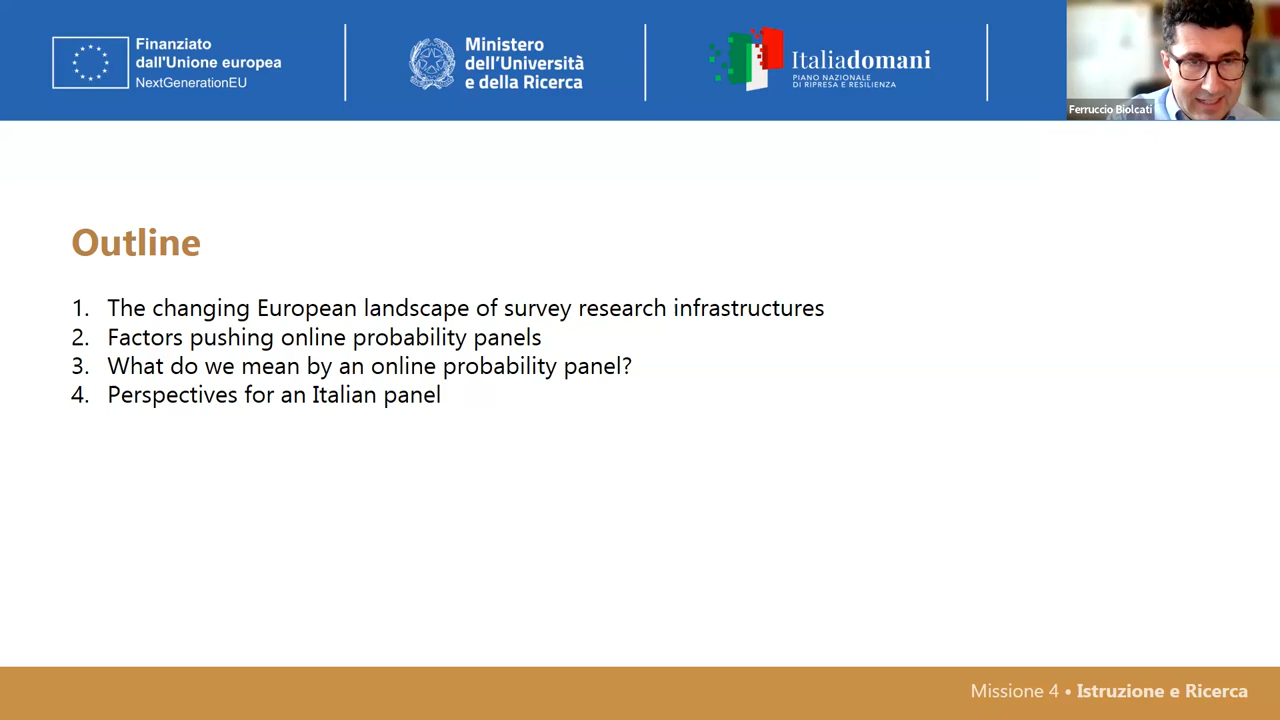 Finanziato
dall'Unione europea
NextGenerationEU
Ministero
dell'Università
e della Ricerca
Italiadomani
PIANO NAZIONALE
DI RIPRESA E RESILIENZA
Ferruccio Biolcati
Outline
1. The changing European landscape of survey research infrastructures
2. Factors pushing online probability panels
3. What do we mean by an online probability panel?
4. Perspectives for an Italian panel
Missione 4 • Istruzione e Ricerca